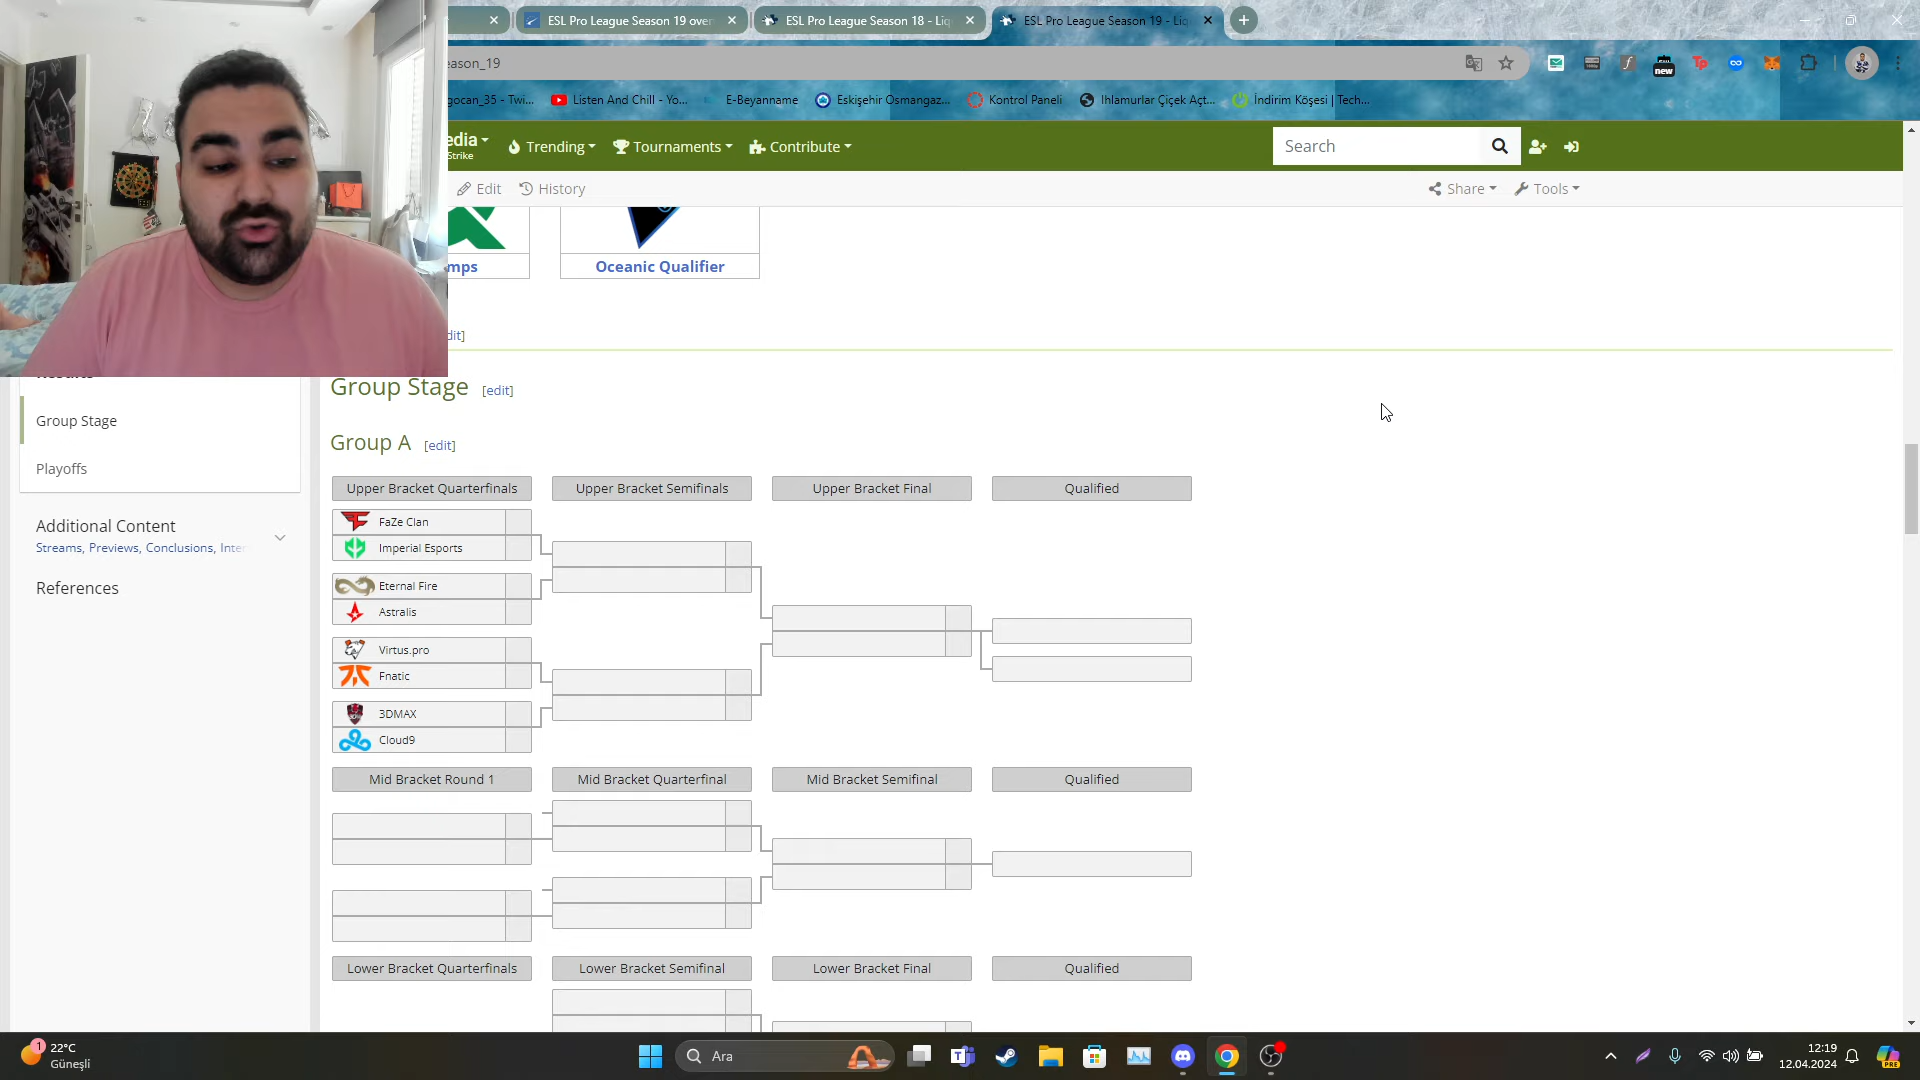 ESL Pro League Season 19 over
ESL Pro League Season 18 - Liq
ESL Pro League Season 19 - Liq
eason_19
new
Tp
gocan_35 - Twi...
Listen And Chill - Yo...
E-Beyanname
Eskişehir Osmangaz...
Kontrol Paneli
Ihlamurlar Çiçek Açt...
İndirim Köşesi | Tech...
edia
Strike
Trending
Tournaments
Contribute
Search
Edit
History
Share
Tools
mps
Oceanic Qualifier
dit]
Group Stage [edit]
Group Stage
Group A [edit]
Playoffs
Additional Content
Streams, Previews, Conclusions, Inter
References
Upper Bracket Quarterfinals
Upper Bracket Semifinals
Upper Bracket Final
Qualified
FaZe Clan
Imperial Esports
Eternal Fire
Astralis
Virtus.pro
Fnatic
3DMAX
Cloud9
Mid Bracket Round 1
Mid Bracket Quarterfinal
Mid Bracket Semifinal
Qualified
Lower Bracket Quarterfinals
Lower Bracket Semifinal
Lower Bracket Final
Qualified
1
22°C
Güneşli
Ara
12:19
12.04.2024
PRE